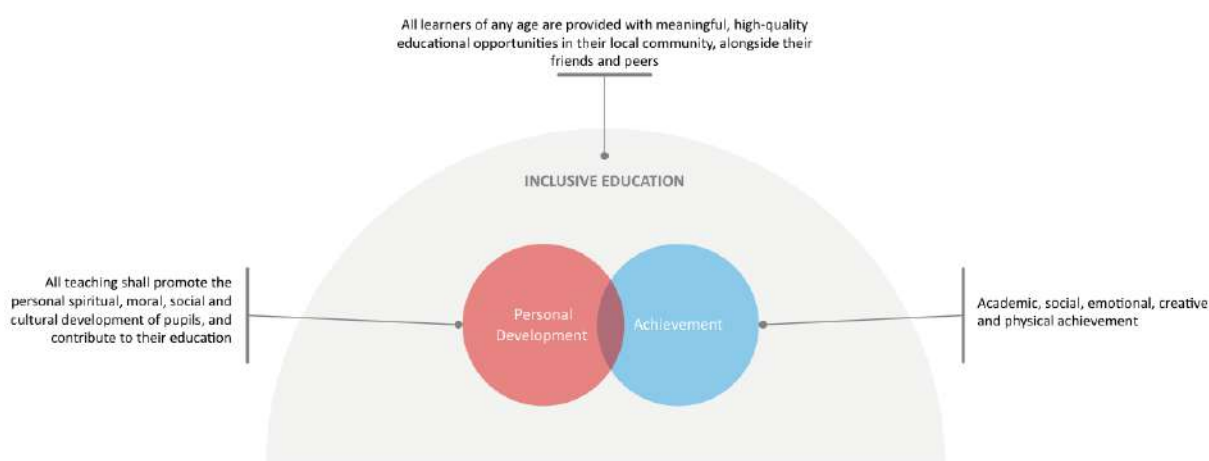 All learners of any age are provided with meaningful, high-quality
educational opportunities in their local community, alongside their
friends and peers
INCLUSIVE EDUCATION
All teaching shall promote the
personal spiritual, moral, social and
cultural development of pupils, and
contribute to their education
Personal
Development
Achievement
Academic, social, emotional, creative
and physical achievement